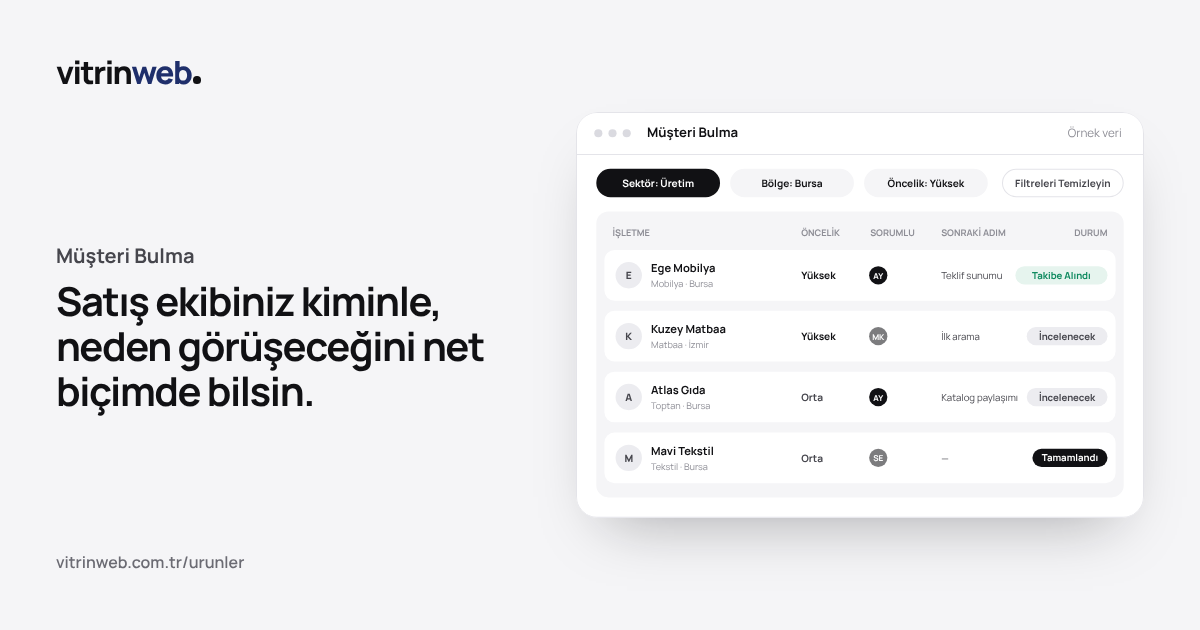 vitrinweb.
Müşteri Bulma
Satış ekibiniz kiminle,
neden görüşeceğini net
biçimde bilsin.
vitrinweb.com.tr/urunler
Müşteri Bulma
Örnek veri
Sektör: Üretim
Bölge: Bursa
Öncelik: Yüksek
Filtreleri Temizleyin
İŞLETME ÖNCELİK SORUMLU SONRAKİ ADIM DURUM
E Ege Mobilya Yüksek AY Teklif sunumu Takibe Alındı
Mobilya · Bursa
K Kuzey Matbaa Yüksek MK İlk arama İncelenecek
Matbaa · İzmir
A Atlas Gıda Orta AY Katalog paylaşımı İncelenecek
Toptan · Bursa
M Mavi Tekstil Orta SE – Tamamlandı
Tekstil · Bursa